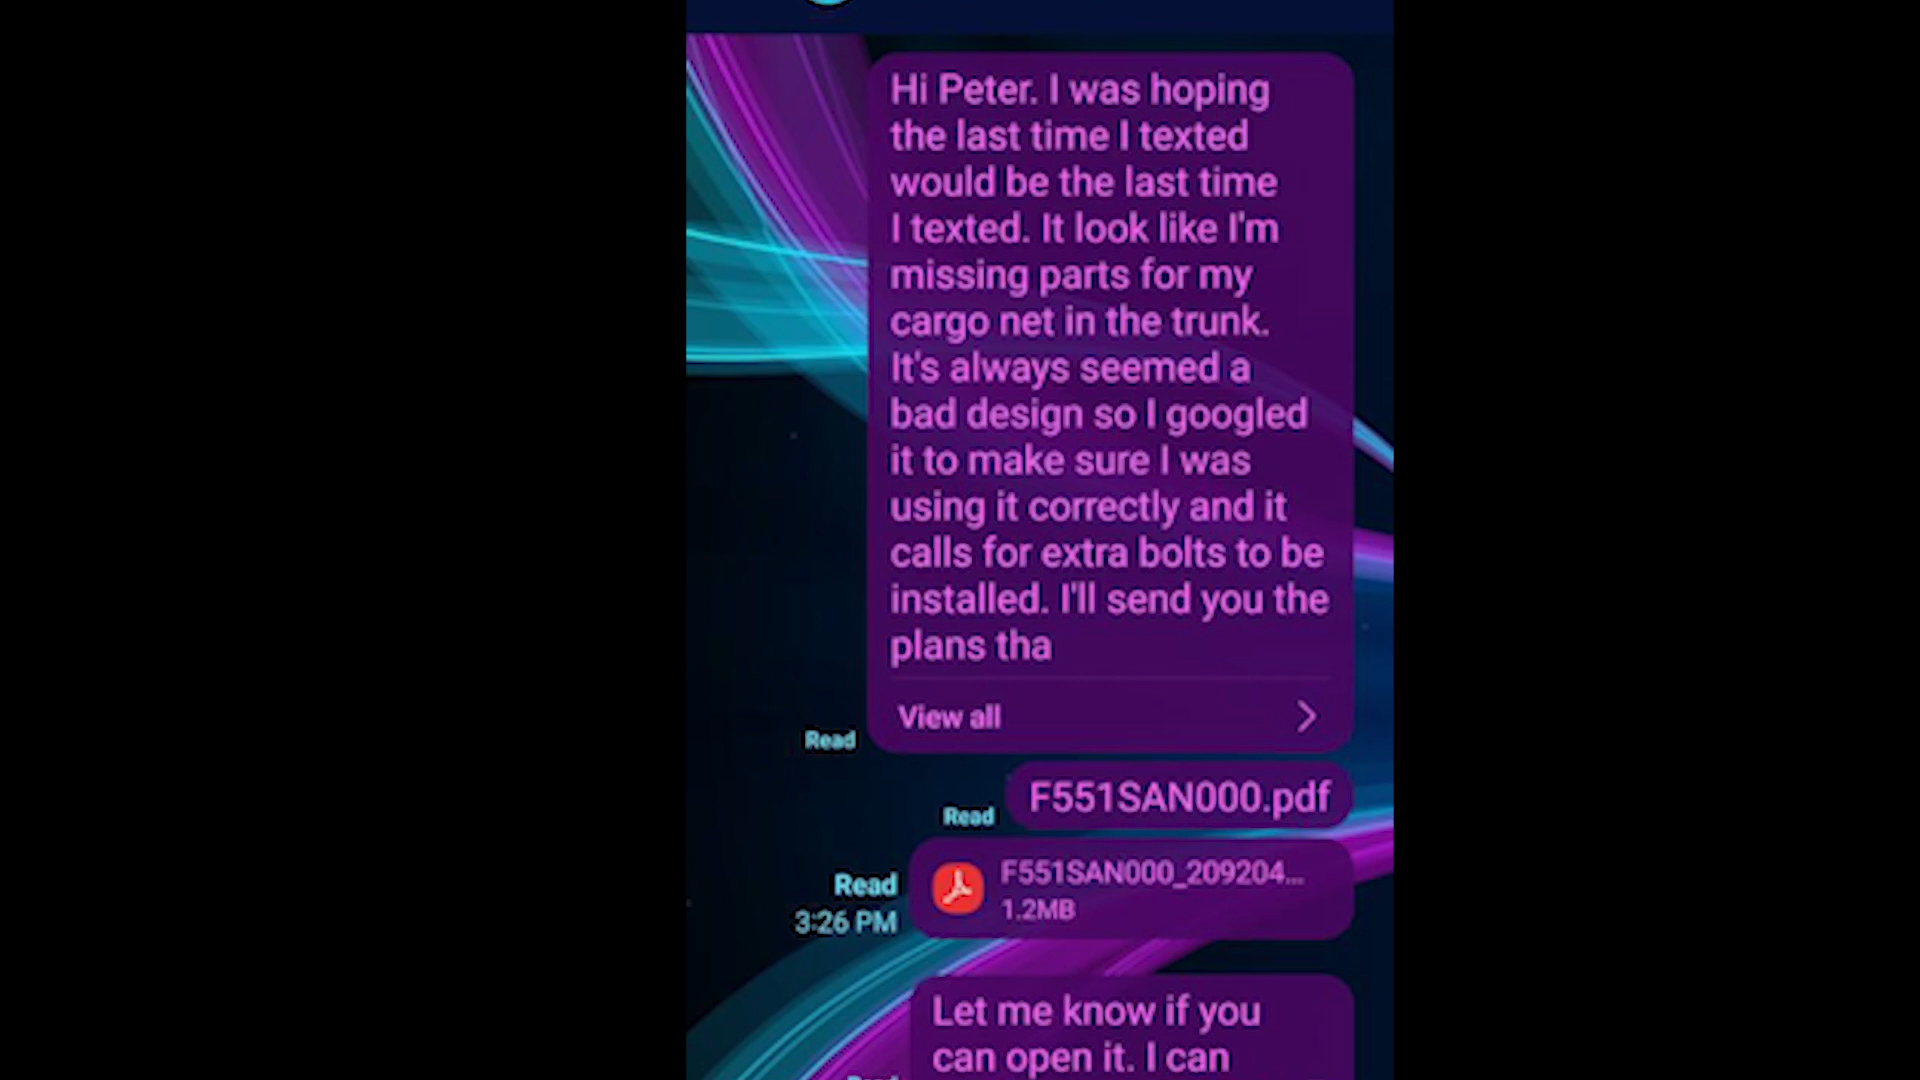 Hi Peter. I was hoping
the last time I texted
would be the last time
I texted. It look like I'm
missing parts for my
cargo net in the trunk.
It's always seemed a
bad design so I googled
it to make sure I was
using it correctly and it
calls for extra bolts to be
installed. I'll send you the
plans tha
View all
Read
F551SAN000.pdf
Read
F551SAN000_209204...
1.2MB
Read
3:26 PM
Let me know if you
can open it. I can